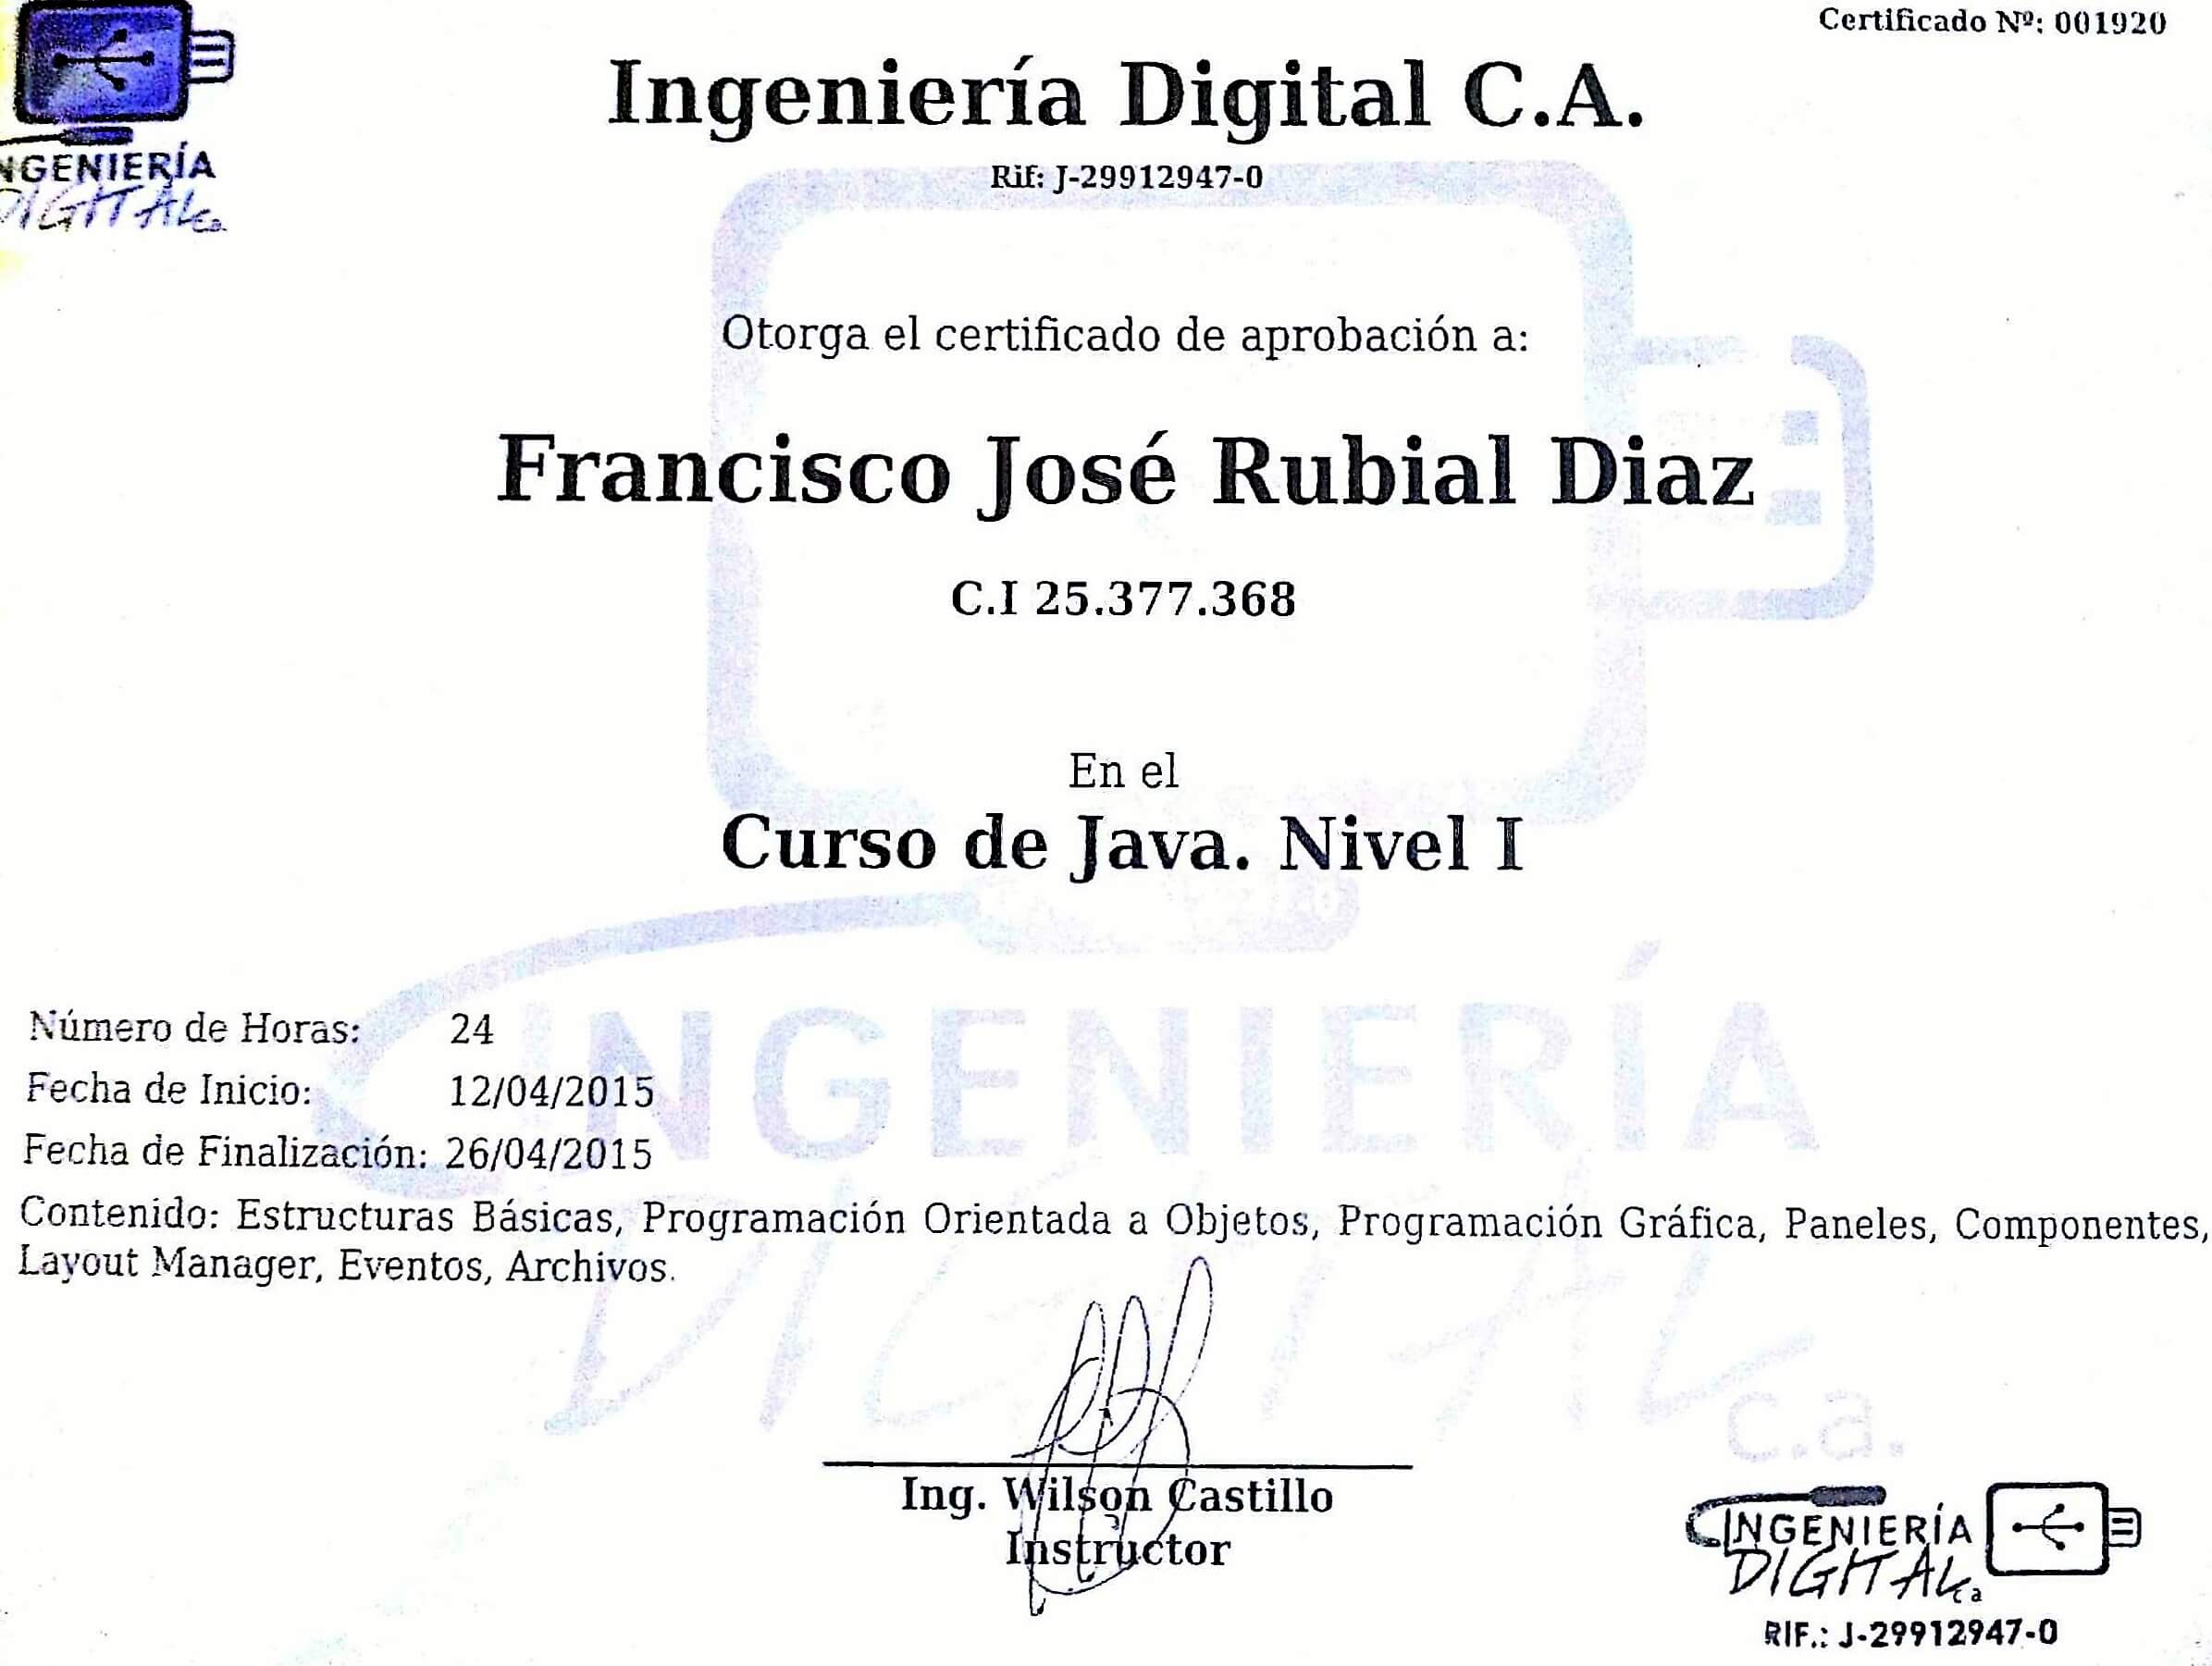 Certificado Nº: 001920
Ingeniería Digital C.A.
Rif: J-29912947-0
NGENIERÍA
DIGITAL c.a.
Otorga el certificado de aprobación a:
Francisco José Rubial Diaz
C.I 25.377.368
En el
Curso de Java. Nivel I
Número de Horas: 24
Fecha de Inicio: 12/04/2015
Fecha de Finalización: 26/04/2015
Contenido: Estructuras Básicas, Programación Orientada a Objetos, Programación Gráfica, Paneles, Componentes,
Layout Manager, Eventos, Archivos.
INGENIERÍA
DIGITAL
c.a.
Ing. Wilson Castillo
Instructor
INGENIERÍA
DIGITAL c.a
RIF.: J-29912947-0